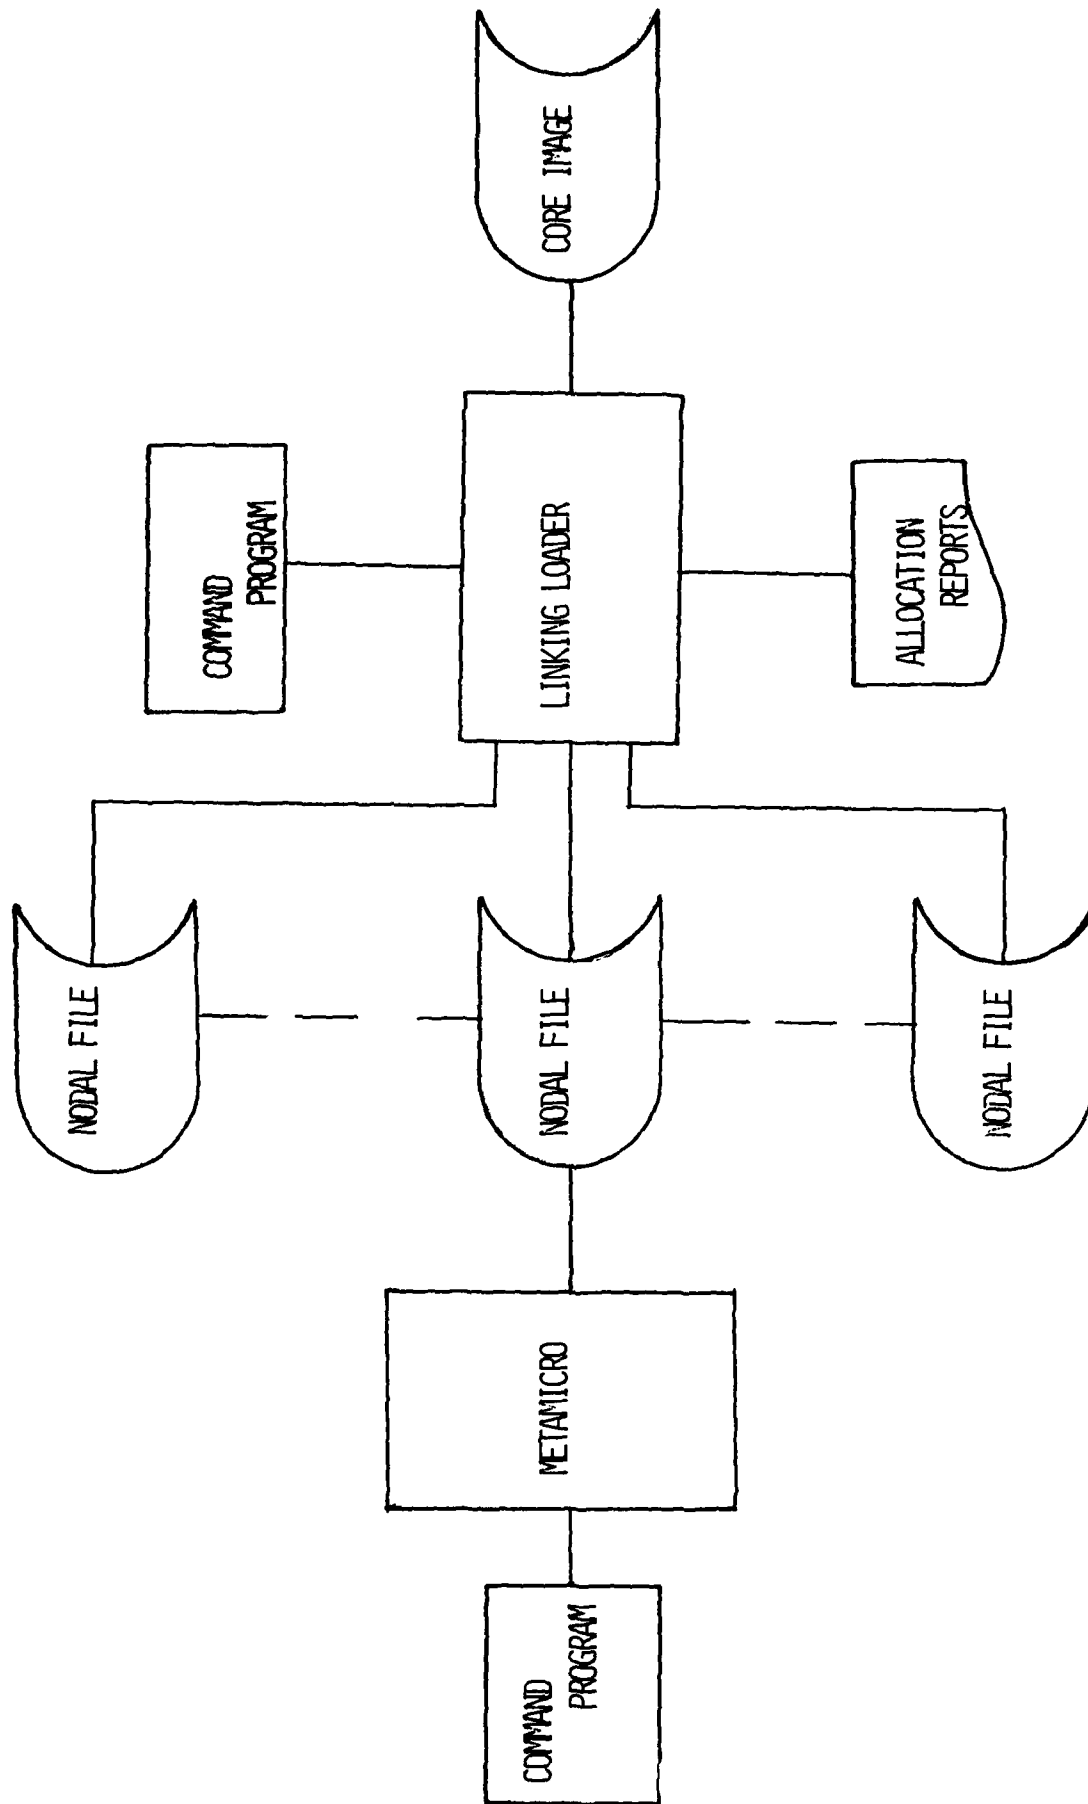 COMMAND
PROGRAM
METAMICRO
NODAL FILE
NODAL FILE
NODAL FILE
COMMAND
PROGRAM
LINKING LOADER
ALLOCATION
REPORTS
CORE IMAGE